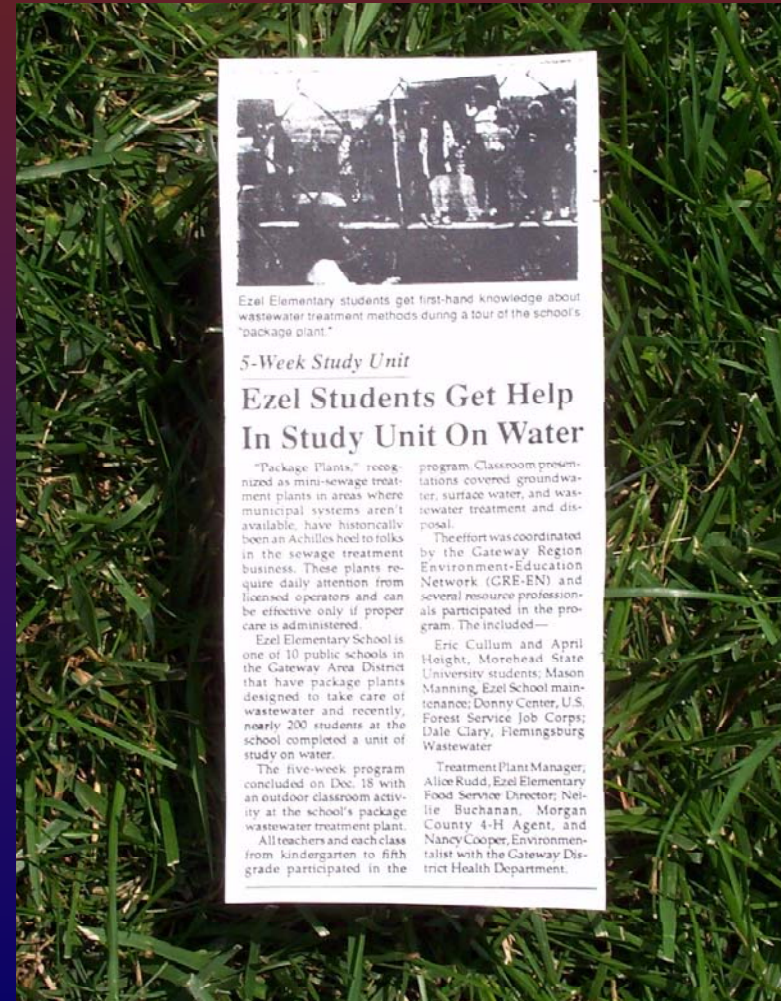 Ezel Elementary students get first-hand knowledge about
wastewater treatment methods during a tour of the school's
"package plant."
5-Week Study Unit
Ezel Students Get Help
In Study Unit On Water
"Package Plants," recog-
nized as mini-sewage treat-
ment plants in areas where
municipal systems aren't
available, have historically
been an Achilles heel to folks
in the sewage treatment
business. These plants re-
quire daily attention from
licensed operators and can
be effective only if proper
care is administered.
Ezel Elementary School is
one of 10 public schools in
the Gateway Area District
that have package plants
designed to take care of
wastewater and recently,
nearly 200 students at the
school completed a unit of
study on water.
The five-week program
concluded on Dec. 18 with
an outdoor classroom activ-
ity at the school's package
wastewater treatment plant.
All teachers and each class
from kindergarten to fifth
grade participated in the
program. Classroom presen-
tations covered groundwa-
ter, surface water, and was-
tewater treatment and dis-
posal.
The effort was coordinated
by the Gateway Region
Environment-Education
Network (GRE-EN) and
several resource profession-
als participated in the pro-
gram. The included—
Eric Cullum and April
Height, Morehead State
University students; Mason
Manning, Ezel School main-
tenance; Donny Center, U.S.
Forest Service Job Corps;
Dale Clary, Flemingsburg
Wastewater
Treatment Plant Manager;
Alice Rudd, Ezel Elementary
Food Service Director; Nel-
lie Buchanan, Morgan
County 4-H Agent, and
Nancy Cooper, Environmen-
talist with the Gateway Dis-
trict Health Department.